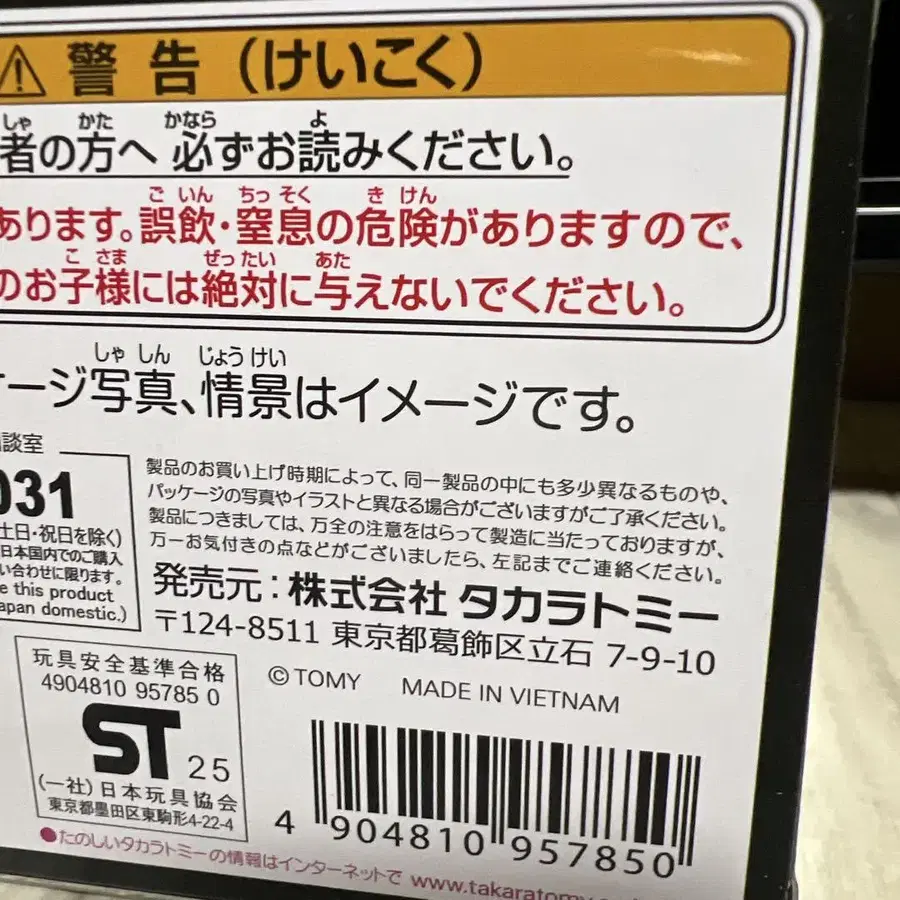 ⚠ 警告（けいこく）
しゃ かた かなら よ
者の方へ 必ずお読みください。
ご いん ちっ そく き けん
あります。誤飲・窒息の危険がありますので、
こ さま ぜったい あた
のお子様には絶対に与えないでください。
しゃ しん じょう けい
ージ写真、情景はイメージです。
談室
031
土日・祝日を除く)
日本国内でのご購入
い合わせに限ります。
e this product
apan domestic.)
製品のお買い上げ時期によって、同一製品の中にも多少異なるものや、
パッケージの写真やイラストと異なる場合がございますがご了承ください。
製品につきましては、万全の注意をはらって製造に当たっておりますが、
万一お気付きの点などがございましたら、左記までご連絡ください。
発売元：株式会社 タカラトミー
〒124-8511 東京都葛飾区立石 7-9-10
©TOMY MADE IN VIETNAM
玩具安全基準合格
4904810 95785 0
ST 25
(一社)日本玩具協会
東京都墨田区東駒形4-22-4
4 904810 957850
●たのしいタカラトミーの情報はインターネットで www.takaratomy